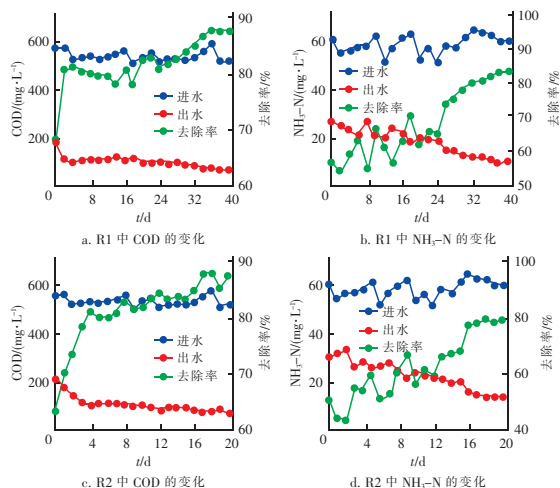 COD/(mg·L⁻¹)
600
400
200
90
80
68
60
去除率/%
进水
出水
去除率
0 8 16 24 32 40
t/d
a. R1 中 COD 的变化
NH₃-N/(mg·L⁻¹)
60
40
20
100
90
80
70
60
50
去除率/%
进水
出水
去除率
0 8 16 24 32 40
t/d
b. R1 中 NH₃-N 的变化
COD/(mg·L⁻¹)
600
400
200
90
80
70
60
去除率/%
进水
出水
去除率
0 4 8 12 16 20
t/d
c. R2 中 COD 的变化
NH₃-N/(mg·L⁻¹)
60
40
20
100
80
60
40
去除率/%
进水
出水
去除率
0 4 8 12 16 20
t/d
d. R2 中 NH₃-N 的变化